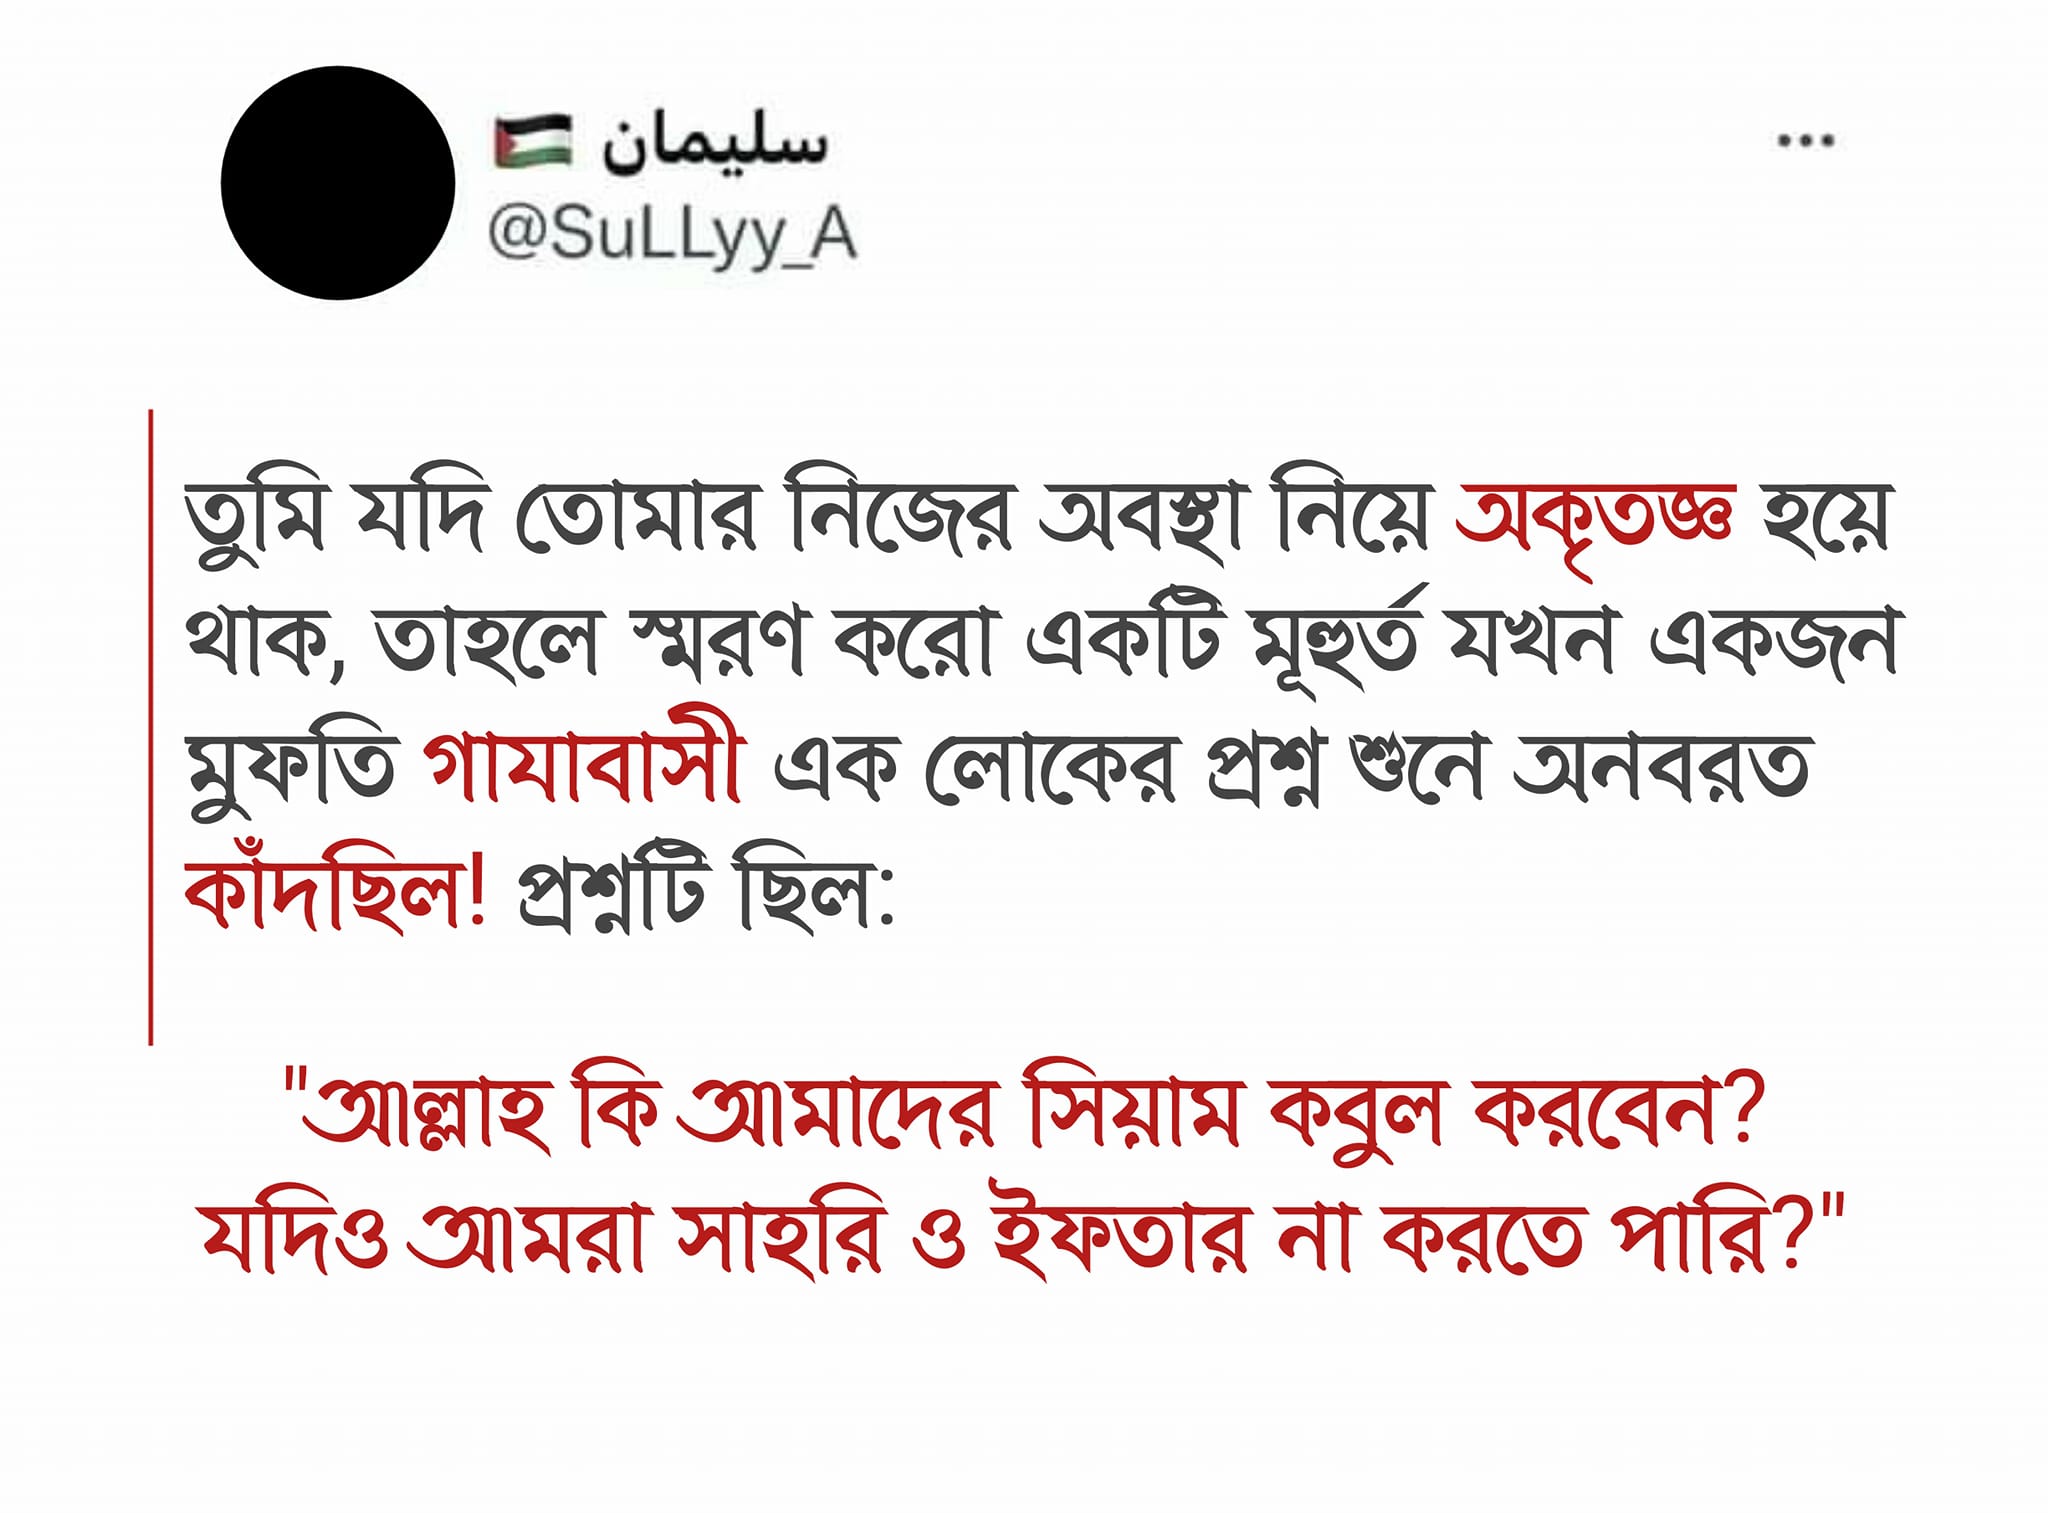 سليمان 🇵🇸
@SuLLyy_A
তুমি যদি তোমার নিজের অবস্থা নিয়ে অকৃতজ্ঞ হয়ে
থাক, তাহলে স্মরণ করো একটি মূহুর্ত যখন একজন
মুফতি গাযাবাসী এক লোকের প্রশ্ন শুনে অনবরত
কাঁদছিল! প্রশ্নটি ছিল:
"আল্লাহ কি আমাদের সিয়াম কবুল করবেন?
যদিও আমরা সাহরি ও ইফতার না করতে পারি?"